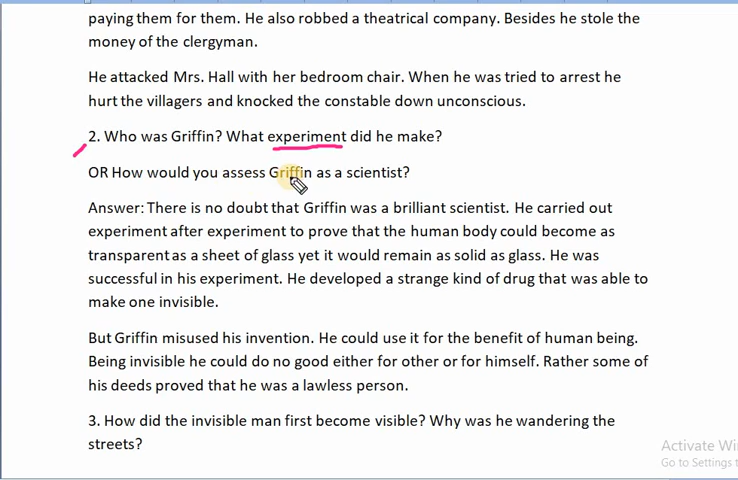 paying them for them. He also robbed a theatrical company. Besides he stole the
money of the clergyman.
He attacked Mrs. Hall with her bedroom chair. When he was tried to arrest he
hurt the villagers and knocked the constable down unconscious.
2. Who was Griffin? What experiment did he make?
OR How would you assess Griffin as a scientist?
Answer: There is no doubt that Griffin was a brilliant scientist. He carried out
experiment after experiment to prove that the human body could become as
transparent as a sheet of glass yet it would remain as solid as glass. He was
successful in his experiment. He developed a strange kind of drug that was able to
make one invisible.
But Griffin misused his invention. He could use it for the benefit of human being.
Being invisible he could do no good either for other or for himself. Rather some of
his deeds proved that he was a lawless person.
3. How did the invisible man first become visible? Why was he wandering the
streets?
Activate Wi
Go to Settings t